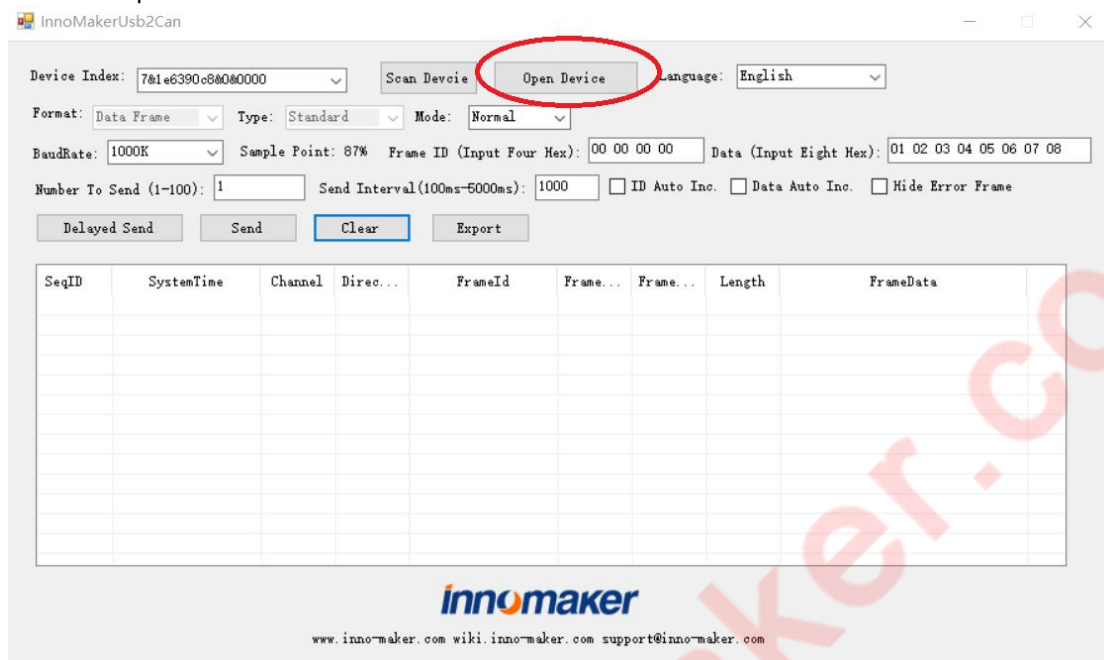 InnoMakerUsb2Can
Device Index: 7&1e6390c8&0&0000 Scan Devcie Open Device Language: English
Format: Data Frame Type: Standard Mode: Normal
BaudRate: 1000K Sample Point: 87% Frame ID (Input Four Hex): 00 00 00 00 Data (Input Eight Hex): 01 02 03 04 05 06 07 08
Number To Send (1-100): 1 Send Interval(100ms-5000ms): 1000 ID Auto Inc. Data Auto Inc. Hide Error Frame
Delayed Send Send Clear Export
SeqID SystemTime Channel Direc... FrameId Frame... Frame... Length FrameData
innomaker
www.inno-maker.com wiki.inno-maker.com support@inno-maker.com